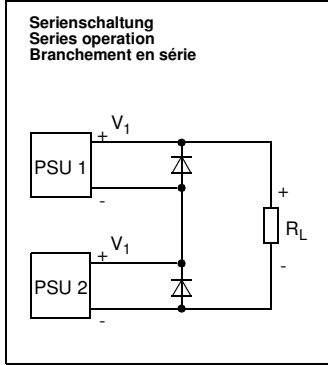 Serienschaltung
Series operation
Branchement en série
+ V1
PSU 1
-
+
RL
-
+ V1
PSU 2
-